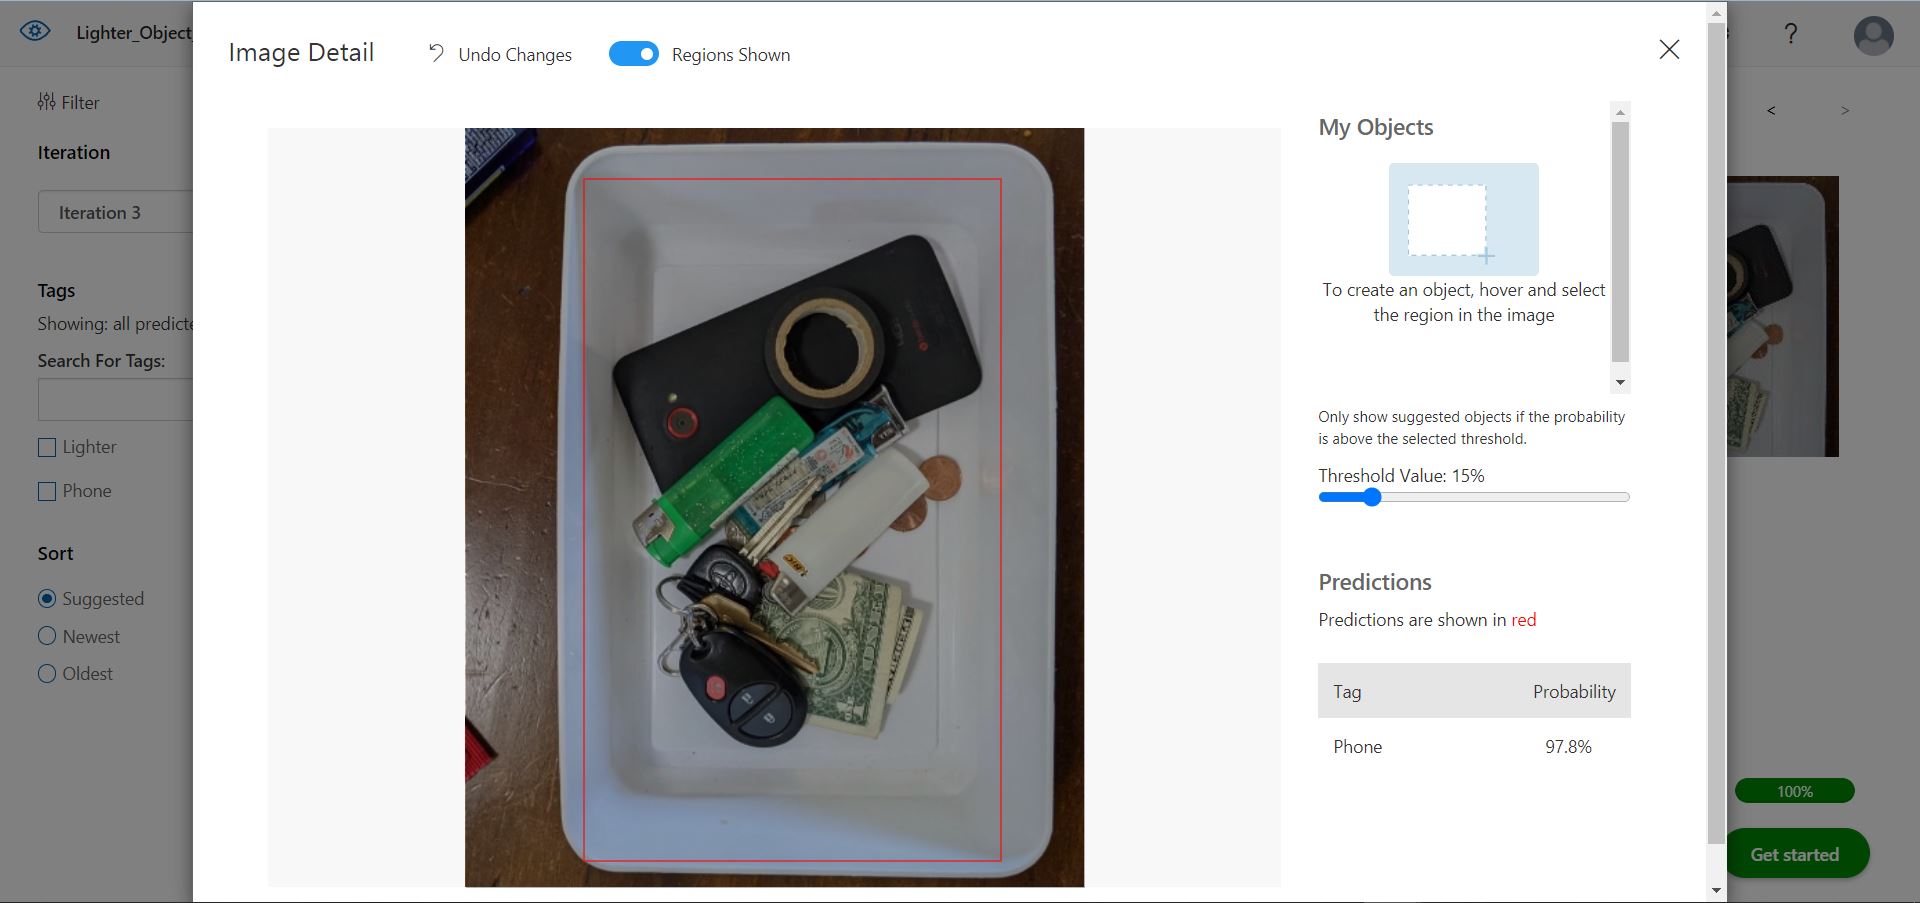 Lighter_Object_
Image Detail
Undo Changes
Regions Shown
?
Filter
<
>
Iteration
Iteration 3
My Objects
To create an object, hover and select
the region in the image
Tags
Showing: all predicte
Search For Tags:
Lighter
Phone
Only show suggested objects if the probability
is above the selected threshold.
Threshold Value: 15%
Sort
Suggested
Newest
Oldest
Predictions
Predictions are shown in red
Tag Probability
Phone 97.8%
100%
Get started
BIC